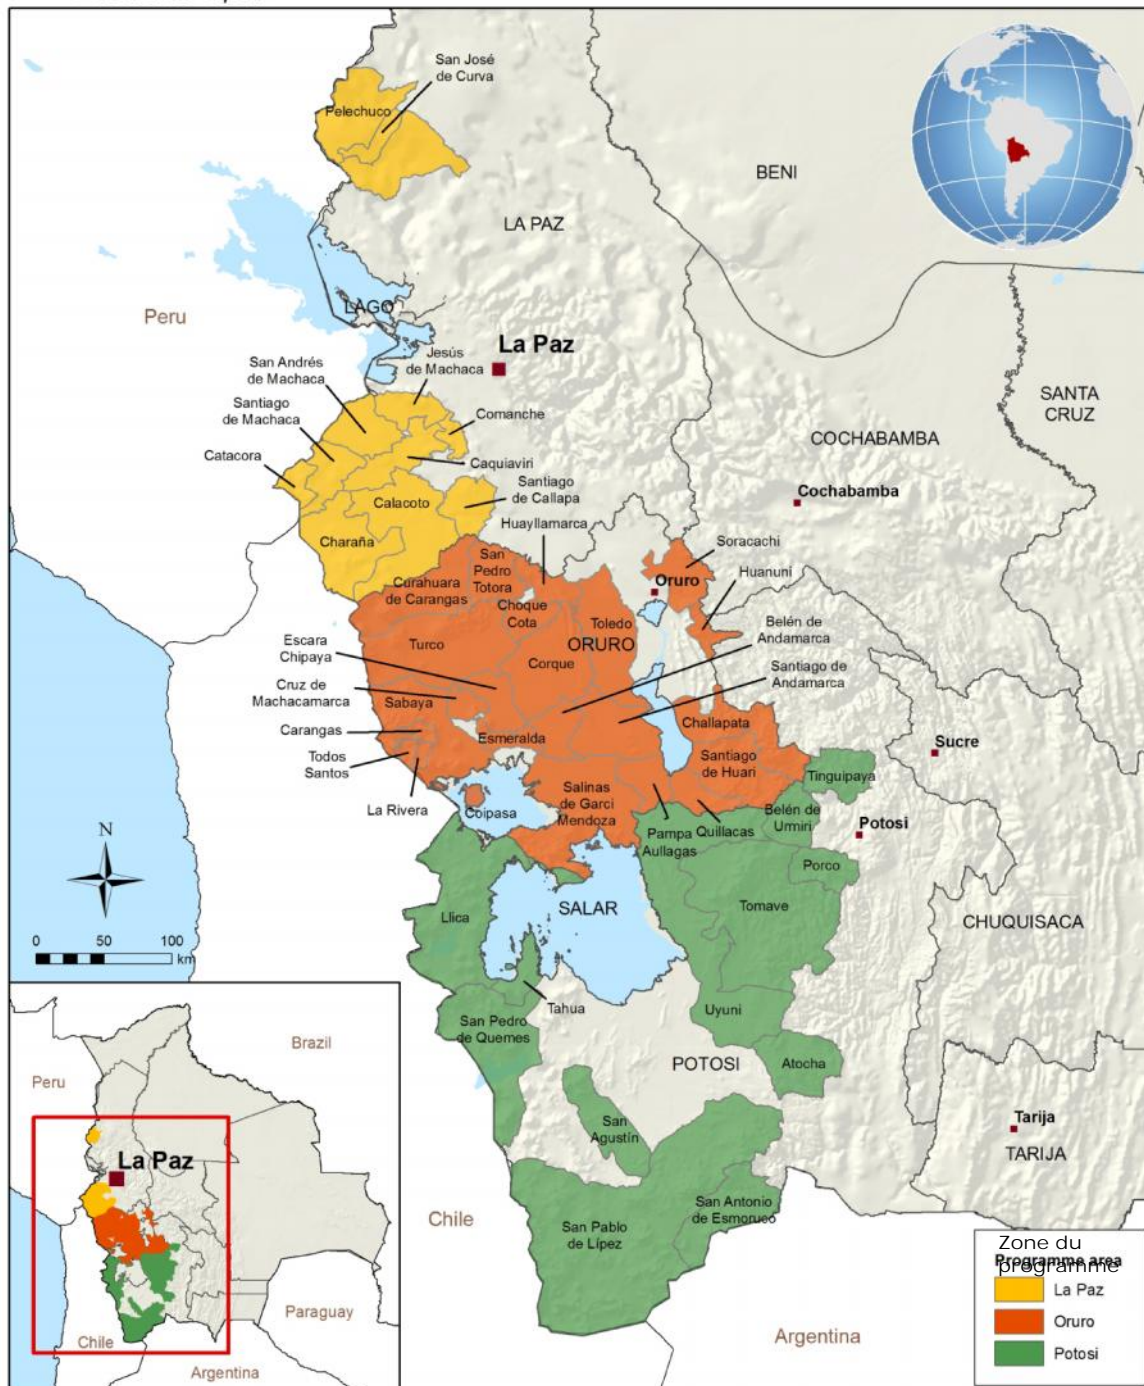 San José
de Curva
Pelechuco
BENI
LA PAZ
Peru
LAGO
La Paz
Jesús
de Machaca
San Andrés
de Machaca
Santiago
de Machaca
Comanche
Catacora
Caquiaviri
Santiago
de Callapa
Calacoto
Huayllamarca
Charaña
SANTA
CRUZ
COCHABAMBA
Cochabamba
Soracachi
Huanuni
Oruro
San
Pedro
Totora
Curahuara
de Carangas
Choque
Cota
Toledo
ORURO
Belén de
Andamarca
Turco
Escara
Chipaya
Corque
Santiago de
Andamarca
Cruz de
Machacamarca
Sabaya
Challapata
Carangas
Esmeralda
Sucre
Todos
Santos
Santiago
de Huari
Tinguipaya
La Rivera
Coipasa
Salinas
de Garci
Mendoza
Belén de
Urmiri
Potosi
Pampa
Aullagas
Quillacas
Porco
N
Llica
SALAR
Tomave
CHUQUISACA
0 50 100
km
Tahua
Uyuni
San Pedro
de Quemes
POTOSI
Atocha
Tarija
TARIJA
San
Agustín
San Antonio
de Esmoruco
San Pablo
de Lípez
Chile
Argentina
Brazil
Peru
La Paz
Paraguay
Chile
Argentina
Zone du
programme
Programme area
La Paz
Oruro
Potosi